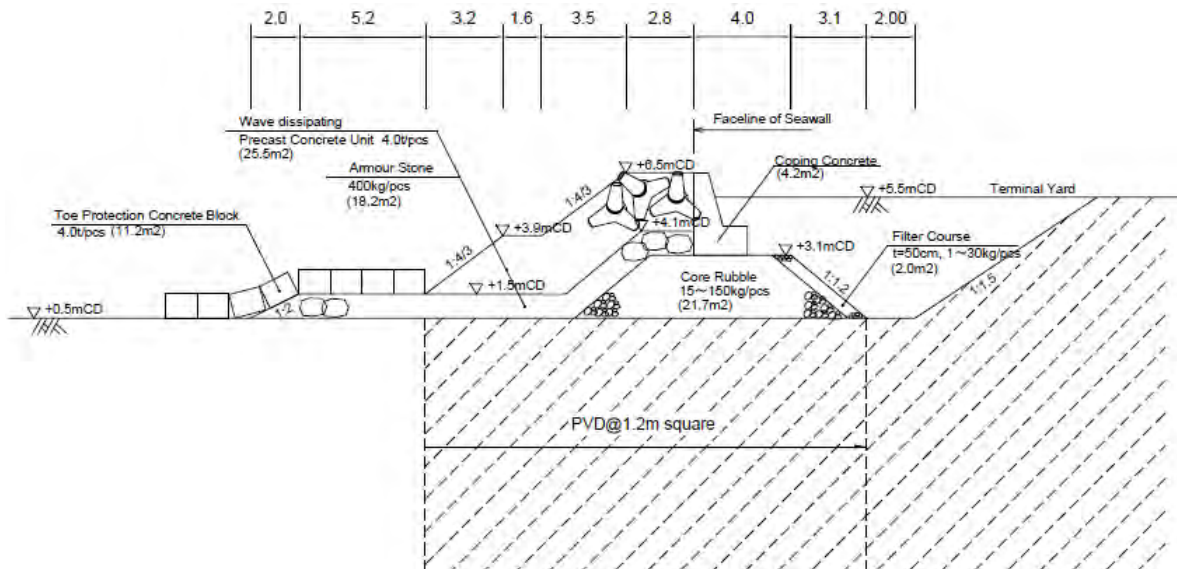 2.0 5.2 3.2 1.6 3.5 2.8 4.0 3.1 2.00
Wave dissipating
Precast Concrete Unit 4.0t/pcs
(25.5m2)
Faceline of Seawall
Armour Stone
400kg/pcs
(18.2m2)
+6.5mCD
Coping Concrete
(4.2m2)
+5.5mCD
Terminal Yard
1:4/3
Toe Protection Concrete Block
4.0t/pcs (11.2m2)
+3.9mCD
+4.1mCD
1:4/3
+3.1mCD
Filter Course
t=50cm, 1~30kg/pcs
(2.0m2)
Core Rubble
15~150kg/pcs
(21.7m2)
+1.5mCD
1:1.2
1:1.5
+0.5mCD
1:2
PVD@1.2m square